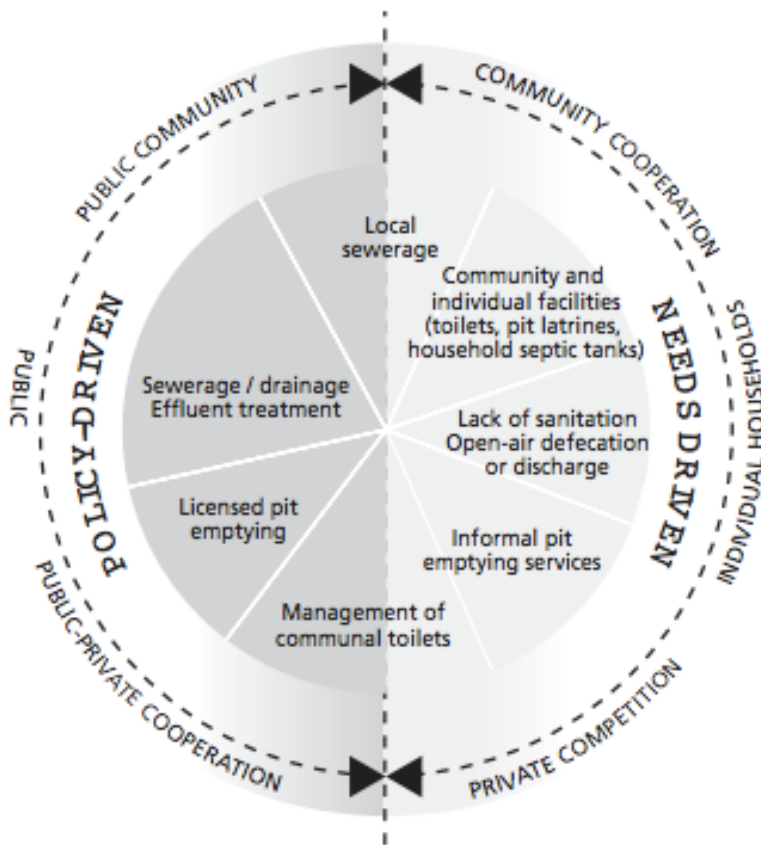 PUBLIC COMMUNITY
COMMUNITY COOPERATION
Local
sewerage
Community and
individual facilities
(toilets, pit latrines,
household septic tanks)
POLICY-DRIVEN
NEEDS DRIVEN
PUBLIC
INDIVIDUAL HOUSEHOLDS
Sewerage / drainage
Effluent treatment
Lack of sanitation
Open-air defecation
or discharge
Licensed pit
emptying
Informal pit
emptying services
Management of
communal toilets
PUBLIC-PRIVATE COOPERATION
PRIVATE COMPETITION